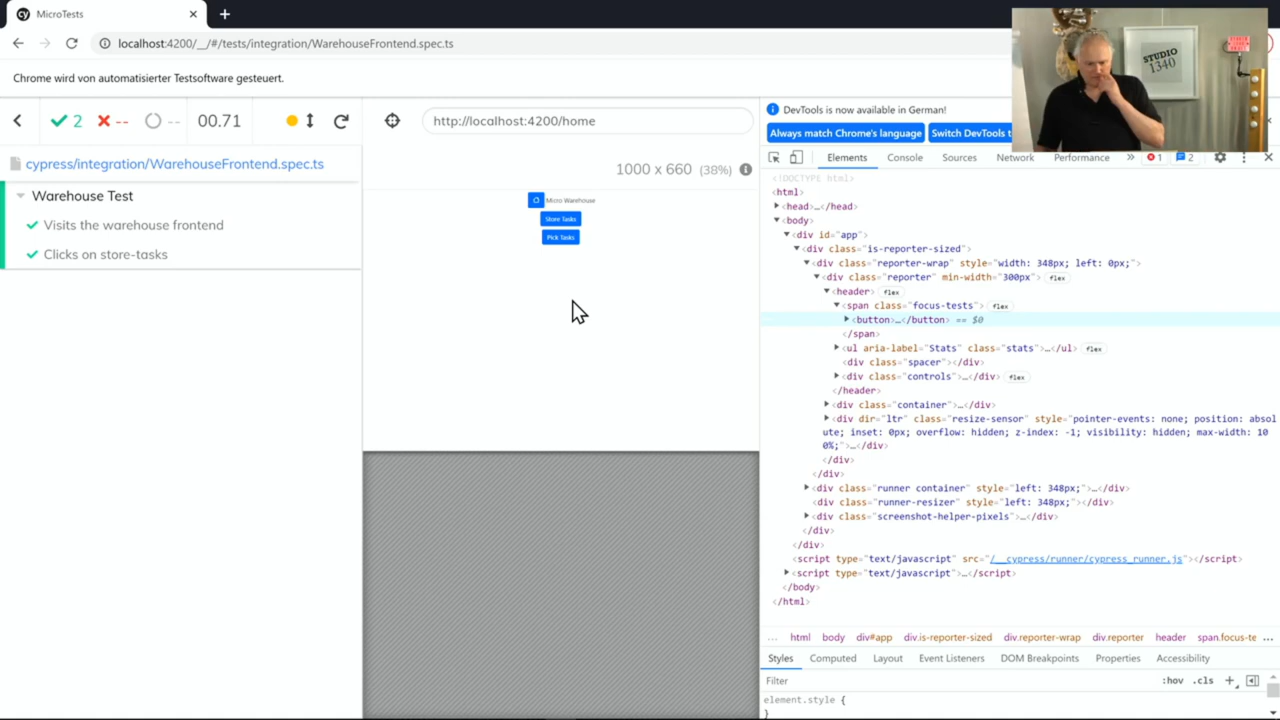 MicroTests
localhost:4200/__/#/tests/integration/WarehouseFrontend.spec.ts
Chrome wird von automatisierter Testsoftware gesteuert.
STUDIO
1340
2 -- -- 00.71
http://localhost:4200/home
cypress/integration/WarehouseFrontend.spec.ts
1000 x 660 (38%)
Warehouse Test
Visits the warehouse frontend
Clicks on store-tasks
Micro Warehouse
Store Tasks
Pick Tasks
DevTools is now available in German!
Always match Chrome's language Switch DevTools t
Elements Console Sources Network Performance » 1 2
<!DOCTYPE html>
<html>
<head>…</head>
<body>
<div id="app">
<div class="is-reporter-sized">
<div class="reporter-wrap" style="width: 348px; left: 0px;">
<div class="reporter" min-width="300px"> flex
<header> flex
<span class="focus-tests"> flex
<button>…</button> == $0
</span>
<ul aria-label="Stats" class="stats">…</ul> flex
<div class="spacer"></div>
<div class="controls">…</div> flex
</header>
<div class="container">…</div>
<div dir="ltr" class="resize-sensor" style="pointer-events: none; position: absol
ute; inset: 0px; overflow: hidden; z-index: -1; visibility: hidden; max-width: 10
0%;">…</div>
</div>
</div>
<div class="runner container" style="left: 348px;">…</div>
<div class="runner-resizer" style="left: 348px;"></div>
<div class="screenshot-helper-pixels">…</div>
</div>
</div>
<script type="text/javascript" src="/__cypress/runner/cypress_runner.js"></script>
<script type="text/javascript">…</script>
</body>
</html>
… html body div#app div.is-reporter-sized div.reporter-wrap div.reporter header span.focus-te …
Styles Computed Layout Event Listeners DOM Breakpoints Properties Accessibility
Filter :hov .cls +
element.style {
}